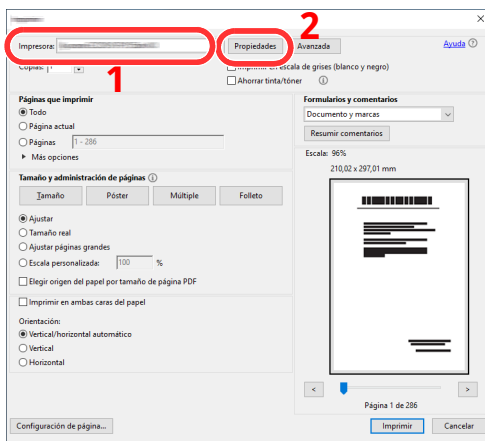 2
Impresora:
Propiedades
Avanzada
Ayuda
Copias: 1
1
Imprimir en escala de grises (blanco y negro)
Ahorrar tinta/tóner
Páginas que imprimir
Todo
Página actual
Páginas
1 - 286
Más opciones
Tamaño y administración de páginas
Tamaño
Póster
Múltiple
Folleto
Ajustar
Tamaño real
Ajustar páginas grandes
Escala personalizada:
100
%
Elegir origen del papel por tamaño de página PDF
Imprimir en ambas caras del papel
Orientación:
Vertical/horizontal automático
Vertical
Horizontal
Formularios y comentarios
Documento y marcas
Resumir comentarios
Escala: 96%
210,02 x 297,01 mm
<
>
Página 1 de 286
Configuración de página...
Imprimir
Cancelar